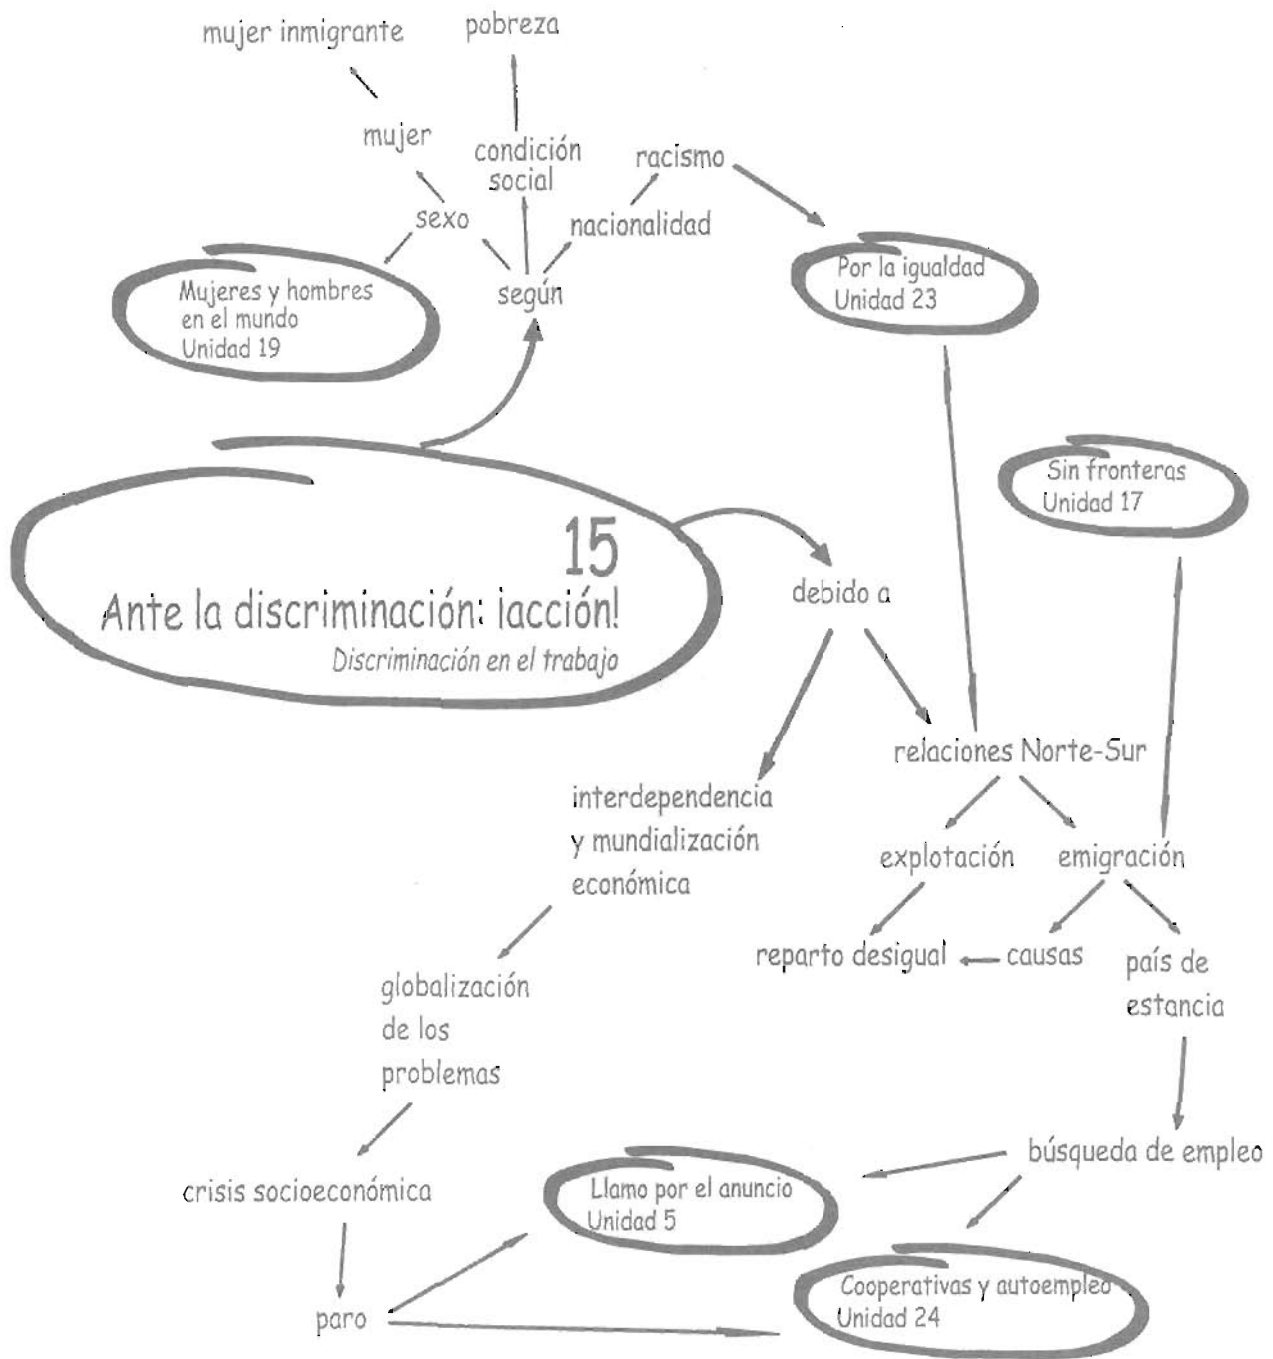 mujer inmigrante
pobreza
mujer
condición
social
racismo
sexo
nacionalidad
según
Mujeres y hombres
en el mundo
Unidad 19
Por la igualdad
Unidad 23
Sin fronteras
Unidad 17
15
Ante la discriminación: ¡acción!
Discriminación en el trabajo
debido a
relaciones Norte-Sur
interdependencia
y mundialización
económica
explotación
emigración
reparto desigual
causas
país de
estancia
globalización
de los
problemas
búsqueda de empleo
crisis socioeconómica
Llamo por el anuncio
Unidad 5
Cooperativas y autoempleo
Unidad 24
paro